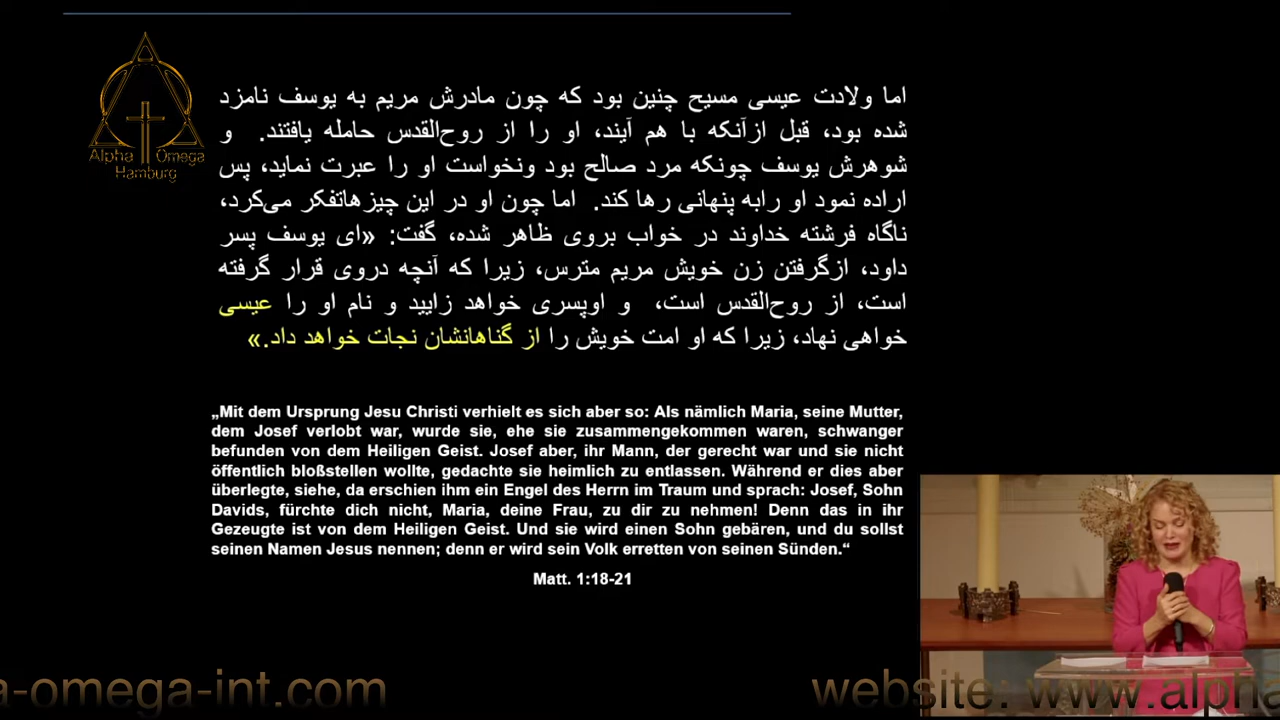 Alpha Omega
Hamburg
اما ولادت عیسی مسیح چنین بود که چون مادرش مریم به یوسف نامزد
شده بود، قبل ازآنکه با هم آیند، او را از روح‌القدس حامله یافتند. و
شوهرش یوسف چونکه مرد صالح بود ونخواست او را عبرت نماید، پس
اراده نمود او رابه پنهانی رها کند. اما چون او در این چیزهاتفکر می‌کرد،
ناگاه فرشته خداوند در خواب بروی ظاهر شده، گفت: «ای یوسف پسر
داود، ازگرفتن زن خویش مریم مترس، زیرا که آنچه دروی قرار گرفته
است، از روح‌القدس است، و اوپسری خواهد زایید و نام او را عیسی
خواهی نهاد، زیرا که او امت خویش را از گناهانشان نجات خواهد داد.»
„Mit dem Ursprung Jesu Christi verhielt es sich aber so: Als nämlich Maria, seine Mutter,
dem Josef verlobt war, wurde sie, ehe sie zusammengekommen waren, schwanger
befunden von dem Heiligen Geist. Josef aber, ihr Mann, der gerecht war und sie nicht
öffentlich bloßstellen wollte, gedachte sie heimlich zu entlassen. Während er dies aber
überlegte, siehe, da erschien ihm ein Engel des Herrn im Traum und sprach: Josef, Sohn
Davids, fürchte dich nicht, Maria, deine Frau, zu dir zu nehmen! Denn das in ihr
Gezeugte ist von dem Heiligen Geist. Und sie wird einen Sohn gebären, und du sollst
seinen Namen Jesus nennen; denn er wird sein Volk erretten von seinen Sünden.“
Matt. 1:18-21
a-omega-int.com website: www.alpha